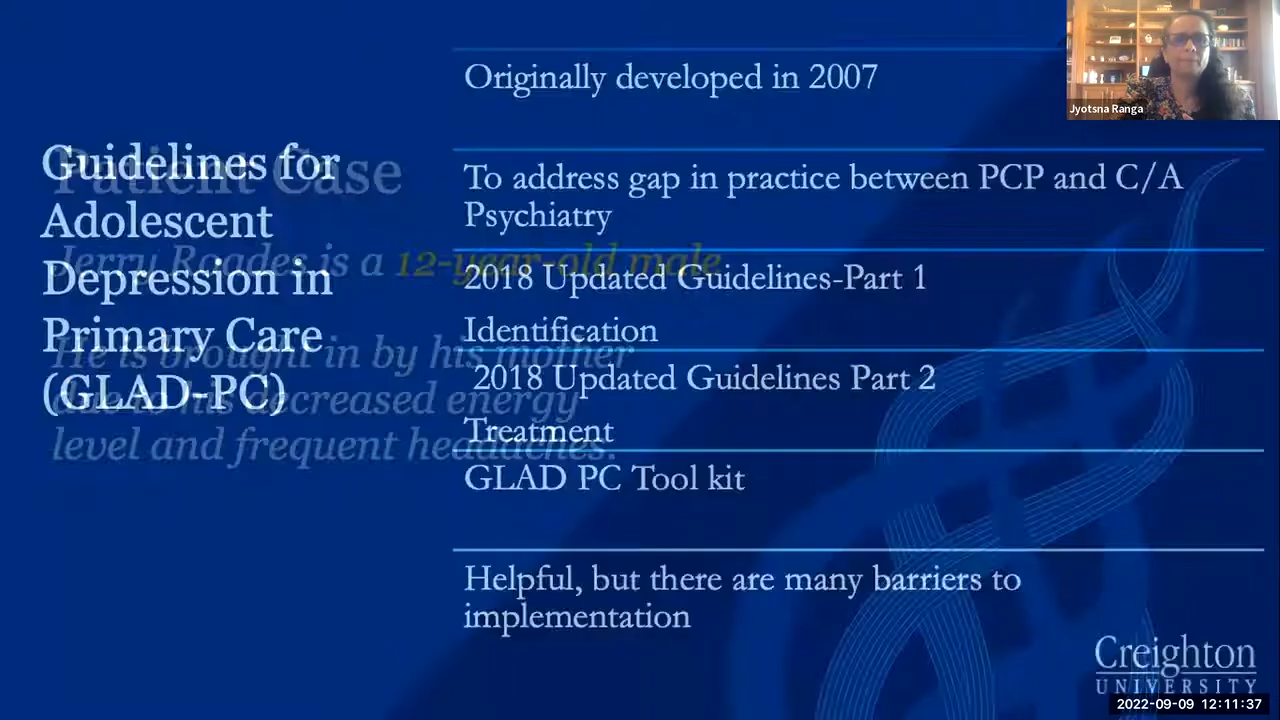 Originally developed in 2007
Jyotsna Ranga
Guidelines for
Adolescent
Depression in
Primary Care
(GLAD-PC)
To address gap in practice between PCP and C/A
Psychiatry
2018 Updated Guidelines-Part 1
Identification
2018 Updated Guidelines Part 2
Treatment
GLAD PC Tool kit
Helpful, but there are many barriers to
implementation
Patient Case
is a 12-year-old male
He is brought in by his mother
due to his decreased energy
level and frequent headaches.
Creighton
UNIVERSITY
2022-09-09 12:11:37